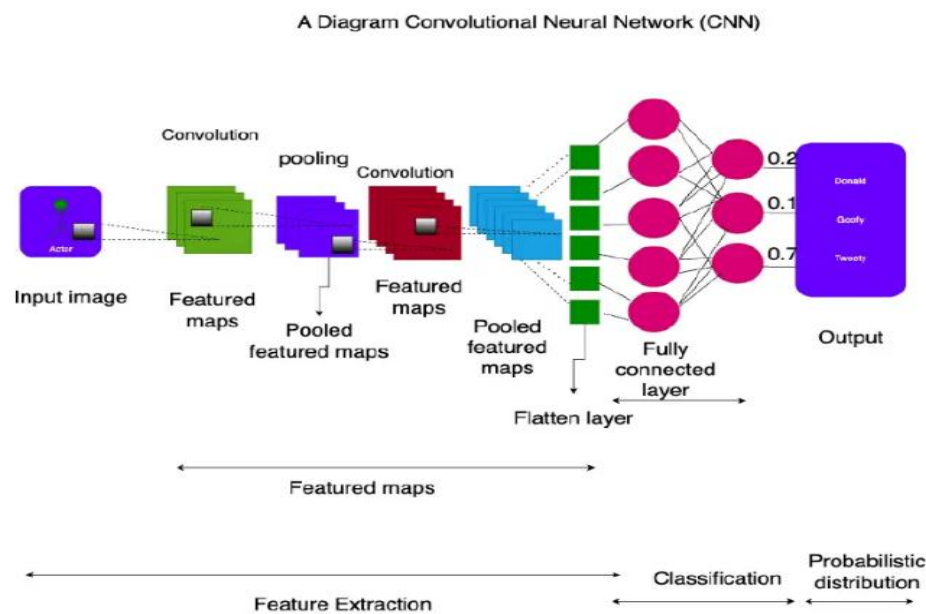 A Diagram Convolutional Neural Network (CNN)
Convolution
pooling
Convolution
Actor
Input image
Featured
maps
Pooled
featured maps
Featured
maps
Pooled
featured
maps
Flatten layer
Fully
connected
layer
0.2
0.1
0.7
Donald
Goofy
Tweety
Output
Featured maps
Feature Extraction
Classification
Probabilistic
distribution